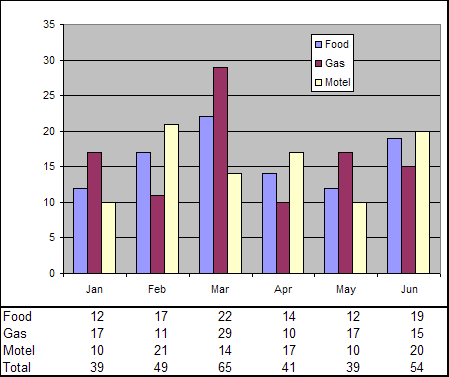 35
30
25
20
15
10
5
0
Food
Gas
Motel
Jan Feb Mar Apr May Jun
Food 12 17 22 14 12 19
Gas 17 11 29 10 17 15
Motel 10 21 14 17 10 20
Total 39 49 65 41 39 54